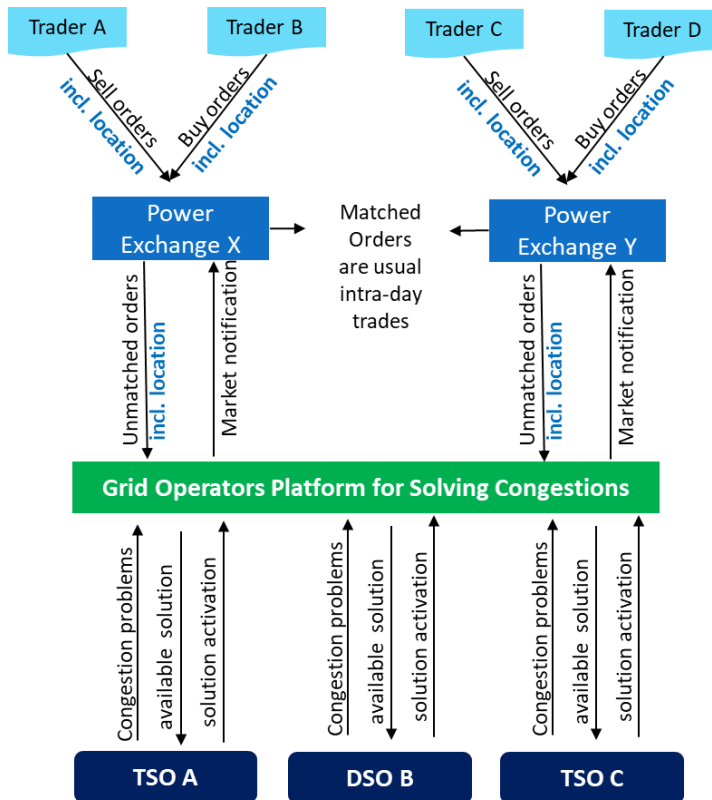 Trader A
Trader B
Trader C
Trader D
Sell orders
incl. location
Buy orders
incl. location
Sell orders
incl. location
Buy orders
incl. location
Power
Exchange X
Matched
Orders
are usual
intra-day
trades
Power
Exchange Y
Unmatched orders
incl. location
Market notification
Unmatched orders
incl. location
Market notification
Grid Operators Platform for Solving Congestions
Congestion problems
available solution
solution activation
Congestion problems
available solution
solution activation
Congestion problems
available solution
solution activation
TSO A
DSO B
TSO C